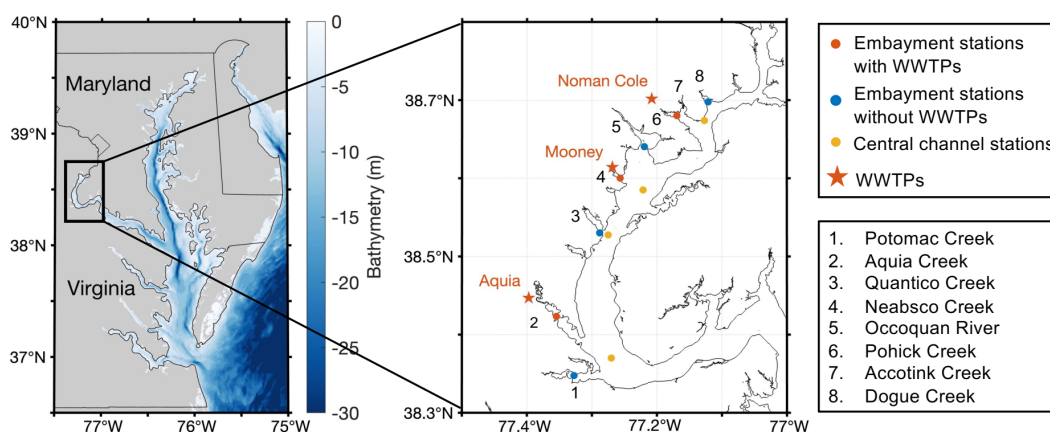 40°N
39°N
38°N
37°N
77°W
76°W
75°W
Maryland
Virginia
0
-5
-10
-15
-20
-25
-30
Bathymetry (m)
38.7°N
38.5°N
38.3°N
77.4°W
77.2°W
77°W
Noman Cole
Mooney
Aquia
8
7
6
5
4
3
2
1
Embayment stations
with WWTPs
Embayment stations
without WWTPs
Central channel stations
WWTPs
1. Potomac Creek
2. Aquia Creek
3. Quantico Creek
4. Neabsco Creek
5. Occoquan River
6. Pohick Creek
7. Accotink Creek
8. Dogue Creek